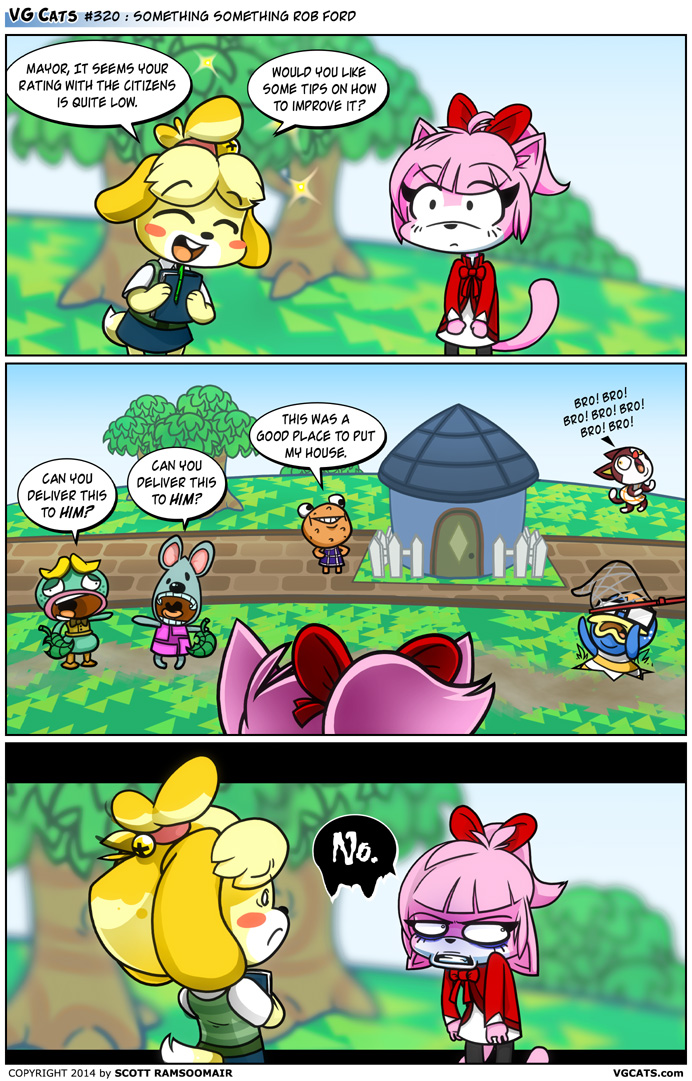 VG Cats #320 : SOMETHING SOMETHING ROB FORD
MAYOR, IT SEEMS YOUR
RATING WITH THE CITIZENS
IS QUITE LOW.
WOULD YOU LIKE
SOME TIPS ON HOW
TO IMPROVE IT?
CAN YOU
DELIVER THIS
TO HIM?
CAN YOU
DELIVER THIS
TO HIM?
THIS WAS A
GOOD PLACE TO PUT
MY HOUSE.
BRO! BRO!
BRO! BRO! BRO!
BRO! BRO!
No.
COPYRIGHT 2014 by SCOTT RAMSOOMAIR
VGCATS.com